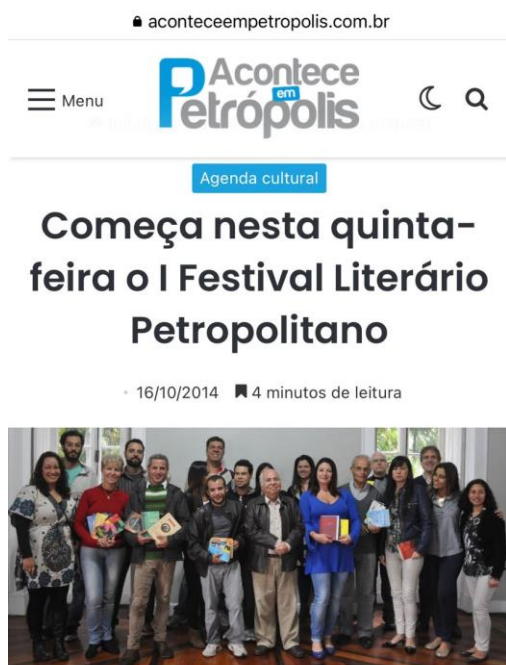 aconteceempetropolis.com.br
Menu
Acontece
em
Petrópolis
Agenda cultural
Começa nesta quinta-
feira o I Festival Literário
Petropolitano
16/10/2014 4 minutos de leitura